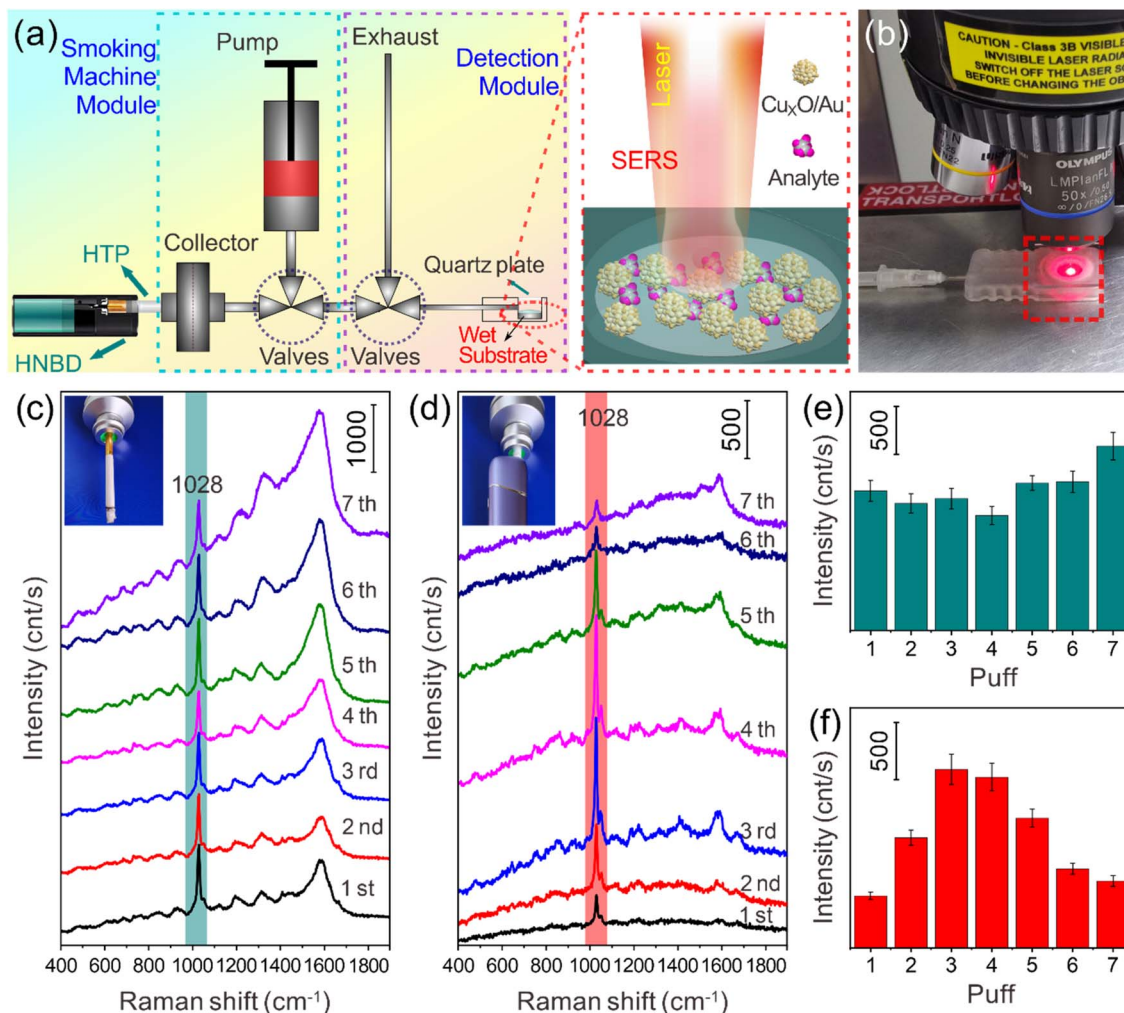 (a)
Smoking
Machine
Module
Pump
Exhaust
Detection
Module
Collector
HTP
HNBD
Valves
Valves
Quartz plate
Wet
Substrate
Laser
SERS
CuₓO/Au
Analyte
(b)
CAUTION - Class 3B VISIBLE
INVISIBLE LASER RADIA
SWITCH OFF THE LASER SO
BEFORE CHANGING THE OB
OLYMPUS
LMPlanFL
50x/0.50
TRANSPORTLO
(c)
1028
1000
7 th
6 th
5 th
4 th
3 rd
2 nd
1 st
Intensity (cnt/s)
400 600 800 1000 1200 1400 1600 1800
Raman shift (cm⁻¹)
(d)
1028
500
7 th
6 th
5 th
4 th
3 rd
2 nd
1 st
Intensity (cnt/s)
400 600 800 1000 1200 1400 1600 1800
Raman shift (cm⁻¹)
(e)
500
Intensity (cnt/s)
1 2 3 4 5 6 7
Puff
(f)
500
Intensity (cnt/s)
1 2 3 4 5 6 7
Puff